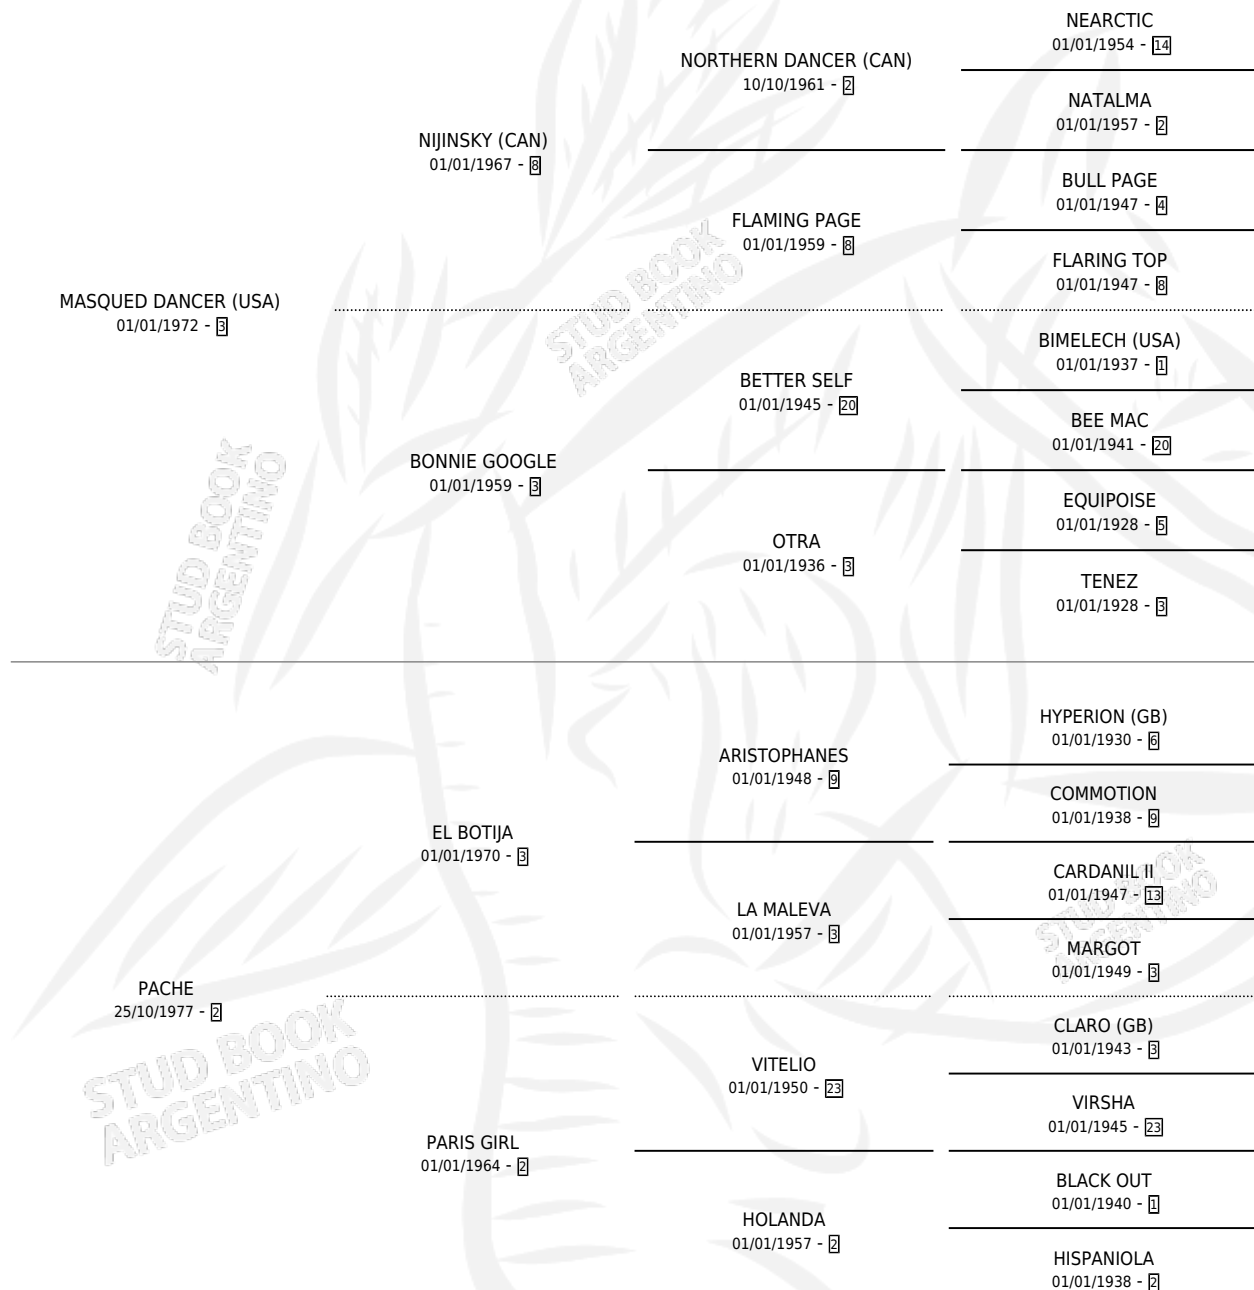 NEARCTIC
01/01/1954 - 14
NORTHERN DANCER (CAN)
10/10/1961 - 2
NATALMA
01/01/1957 - 2
NIJINSKY (CAN)
01/01/1967 - 8
BULL PAGE
01/01/1947 - 4
FLAMING PAGE
01/01/1959 - 8
FLARING TOP
01/01/1947 - 8
MASQUED DANCER (USA)
01/01/1972 - 3
BIMELECH (USA)
01/01/1937 - 1
BETTER SELF
01/01/1945 - 20
BEE MAC
01/01/1941 - 20
BONNIE GOOGLE
01/01/1959 - 3
EQUIPOISE
01/01/1928 - 5
OTRA
01/01/1936 - 3
TENEZ
01/01/1928 - 3
HYPERION (GB)
01/01/1930 - 6
ARISTOPHANES
01/01/1948 - 9
COMMOTION
01/01/1938 - 9
EL BOTIJA
01/01/1970 - 3
CARDANIL II
01/01/1947 - 13
LA MALEVA
01/01/1957 - 3
MARGOT
01/01/1949 - 3
PACHE
25/10/1977 - 2
CLARO (GB)
01/01/1943 - 3
VITELIO
01/01/1950 - 23
VIRSHA
01/01/1945 - 23
PARIS GIRL
01/01/1964 - 2
BLACK OUT
01/01/1940 - 1
HOLANDA
01/01/1957 - 2
HISPANIOLA
01/01/1938 - 2
STUD BOOK
ARGENTINO
STUD BOOK
ARGENTINO
STUD BOOK
ARGENTINO
STUD BOOK
ARGENTINO